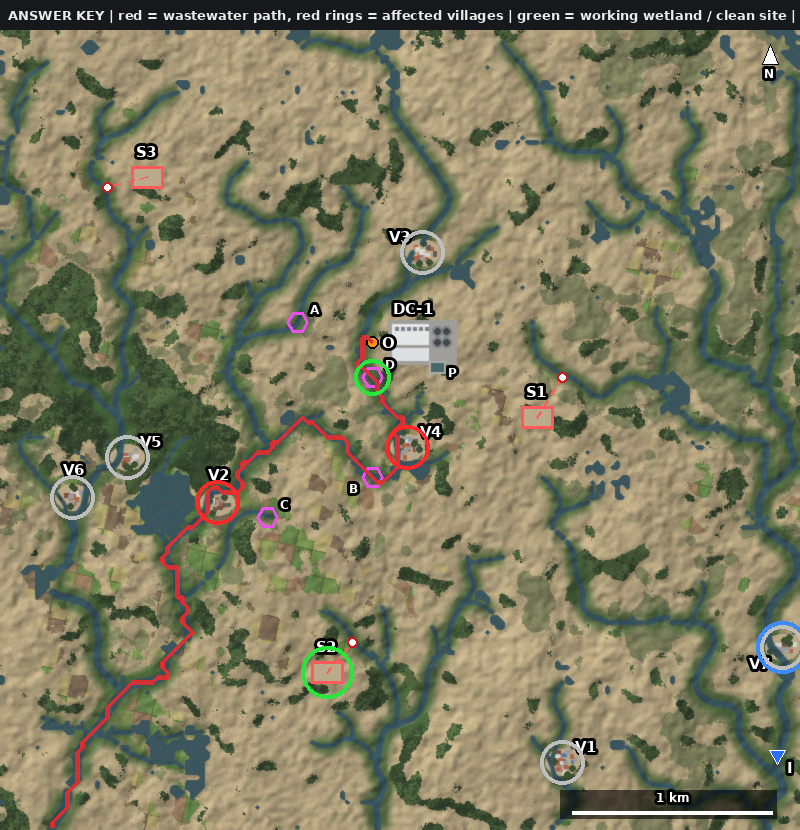 ANSWER KEY | red = wastewater path, red rings = affected villages | green = working wetland / clean site |
N
S3
V3
A
DC-1
O
D
P
S1
V4
V5
V6
V2
B
C
S2
V7
V1
I
1 km